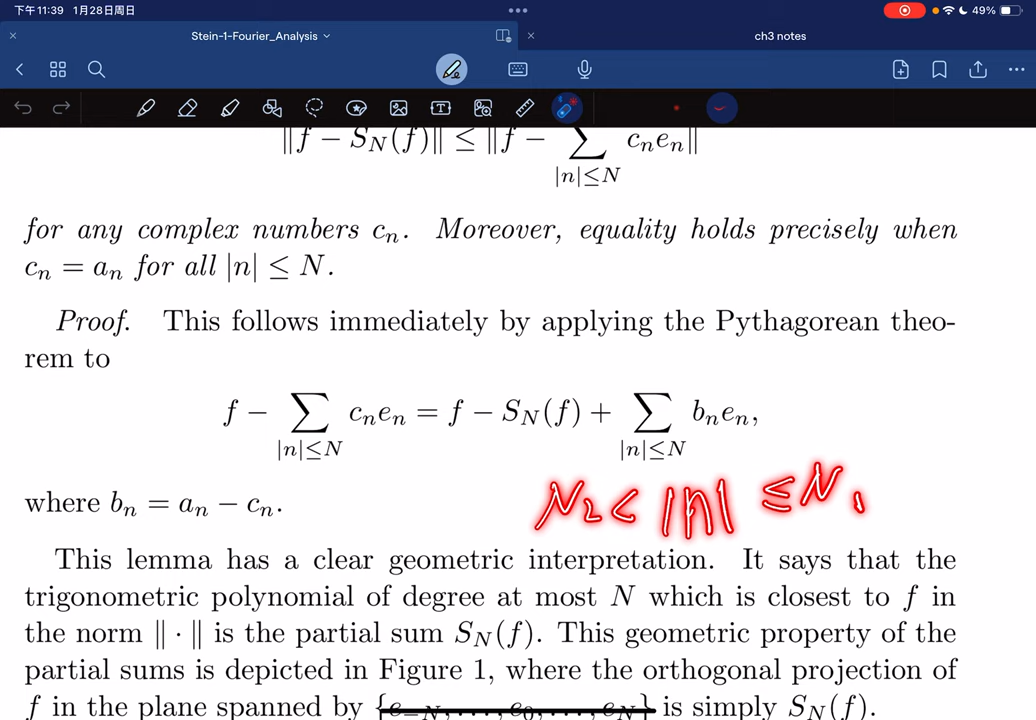 下午11:39 1月28日周日
49%
Stein-1-Fourier_Analysis
ch3 notes
‖f − S_N(f)‖ ≤ ‖f − ∑_{|n|≤N} c_n e_n‖
for any complex numbers c_n. Moreover, equality holds precisely when
c_n = a_n for all |n| ≤ N.
Proof. This follows immediately by applying the Pythagorean theo-
rem to
f − ∑_{|n|≤N} c_n e_n = f − S_N(f) + ∑_{|n|≤N} b_n e_n,
where b_n = a_n − c_n.
N_2 < |n| ≤ N_1
This lemma has a clear geometric interpretation. It says that the
trigonometric polynomial of degree at most N which is closest to f in
the norm ‖ · ‖ is the partial sum S_N(f). This geometric property of the
partial sums is depicted in Figure 1, where the orthogonal projection of
f in the plane spanned by {e_{−N}, . . . , e_0, . . . , e_N} is simply S_N(f).